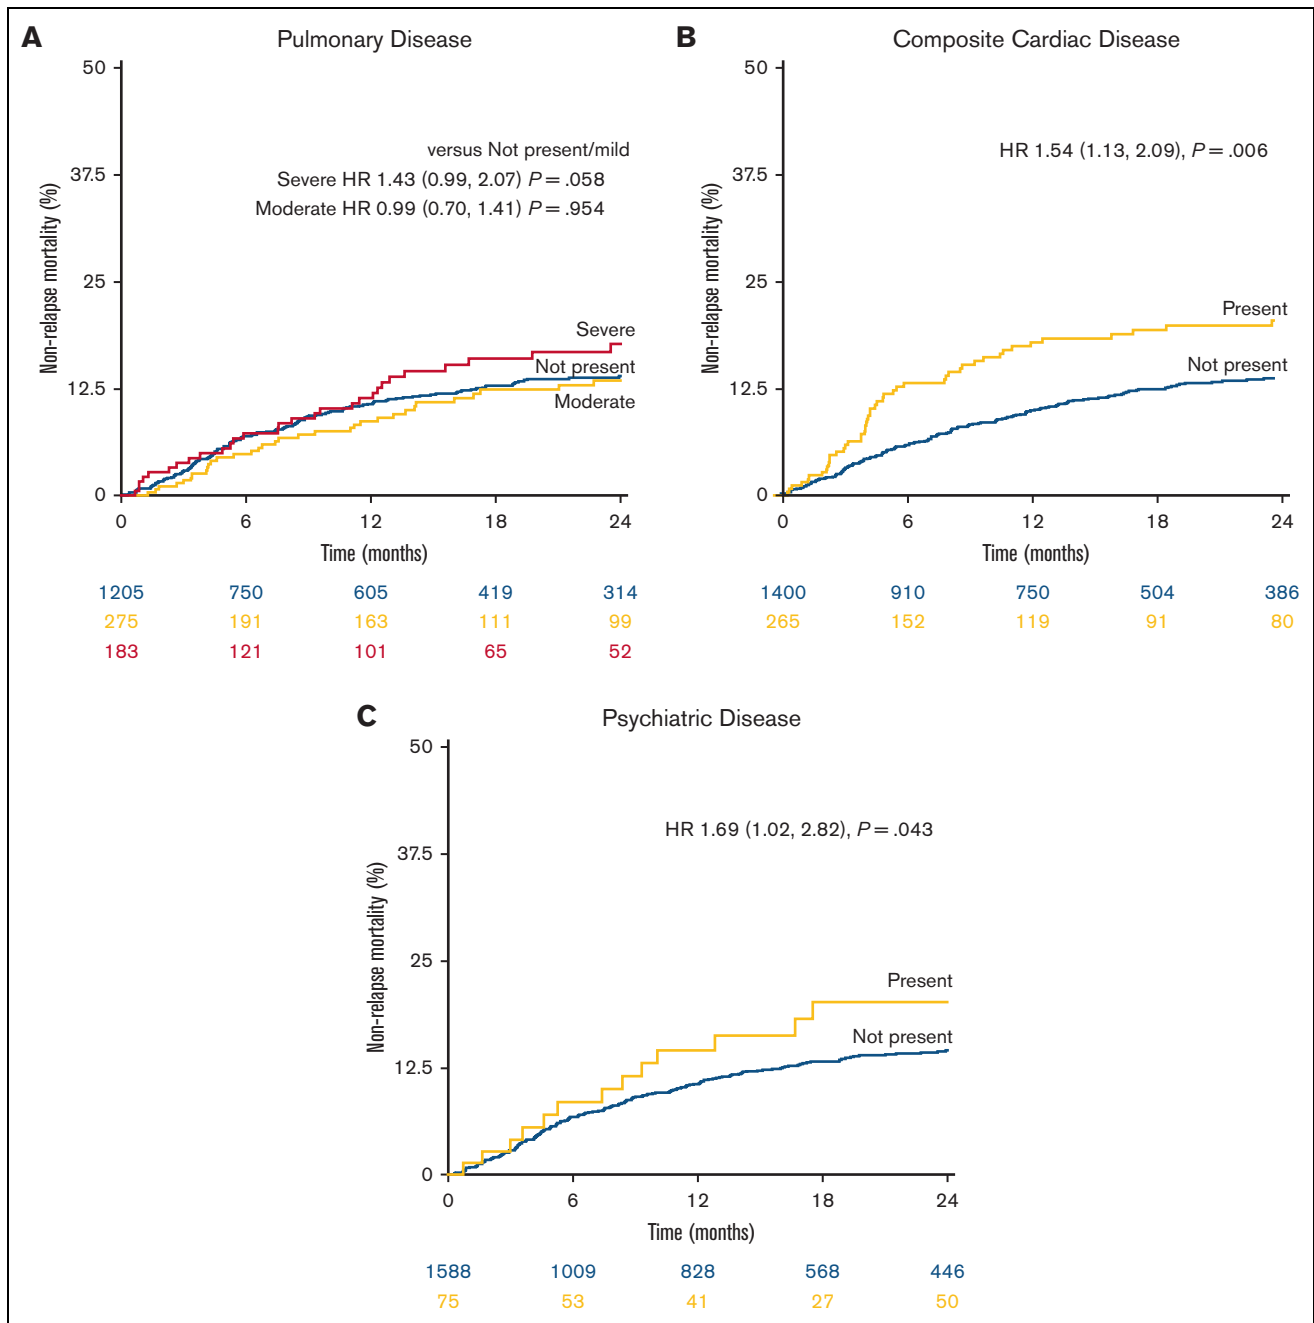 A
Pulmonary Disease
50
37.5
25
12.5
0
Non-relapse mortality (%)
versus Not present/mild
Severe HR 1.43 (0.99, 2.07) P = .058
Moderate HR 0.99 (0.70, 1.41) P = .954
Severe
Not present
Moderate
0 6 12 18 24
Time (months)
1205 750 605 419 314
275 191 163 111 99
183 121 101 65 52
B
Composite Cardiac Disease
50
37.5
25
12.5
0
Non-relapse mortality (%)
HR 1.54 (1.13, 2.09), P = .006
Present
Not present
0 6 12 18 24
Time (months)
1400 910 750 504 386
265 152 119 91 80
C
Psychiatric Disease
50
37.5
25
12.5
0
Non-relapse mortality (%)
HR 1.69 (1.02, 2.82), P = .043
Present
Not present
0 6 12 18 24
Time (months)
1588 1009 828 568 446
75 53 41 27 50